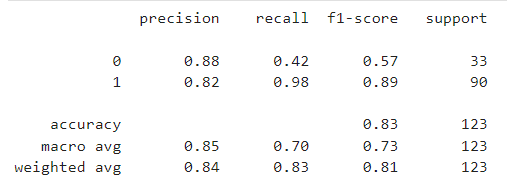 precision recall f1-score support
0 0.88 0.42 0.57 33
1 0.82 0.98 0.89 90
accuracy 0.83 123
macro avg 0.85 0.70 0.73 123
weighted avg 0.84 0.83 0.81 123